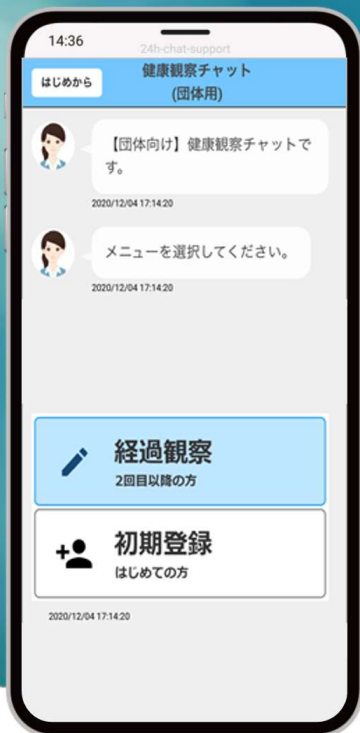 14:36
24h-chat-support
はじめから
健康観察チャット
(団体用)
【団体向け】健康観察チャットで
す。
2020/12/04 17:14:20
メニューを選択してください。
2020/12/04 17:14:20
経過観察
2回目以降の方
初期登録
はじめての方
2020/12/04 17:14:20